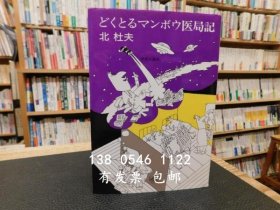 どくとるマンボウ医局記
北 杜夫
138 0546 1122
有发票 包邮